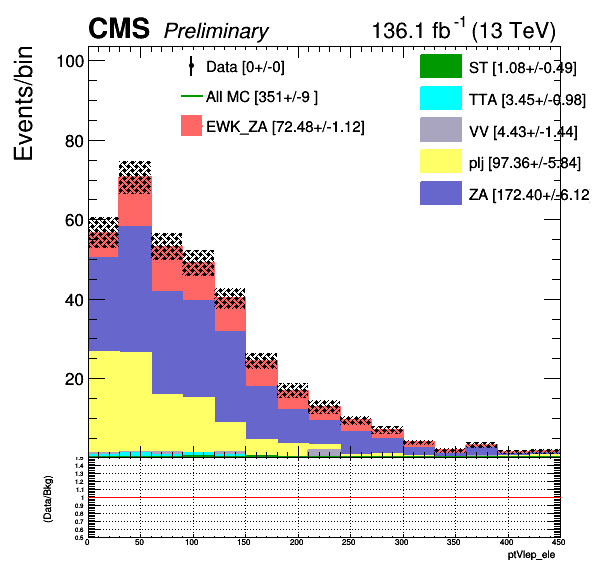 CMS Preliminary 136.1 fb⁻¹ (13 TeV)
Events/bin
100
80
60
40
20
Data [0+/-0]
All MC [351+/-9 ]
EWK_ZA [72.48+/-1.12]
ST [1.08+/-0.49]
TTA [3.45+/-0.98]
VV [4.43+/-1.44]
plj [97.36+/-5.84]
ZA [172.40+/-6.12
(Data/Bkg)
1.5
1.4
1.3
1.2
1.1
1
0.9
0.8
0.7
0.6
0.5
0 50 100 150 200 250 300 350 400 450
ptVlep_ele